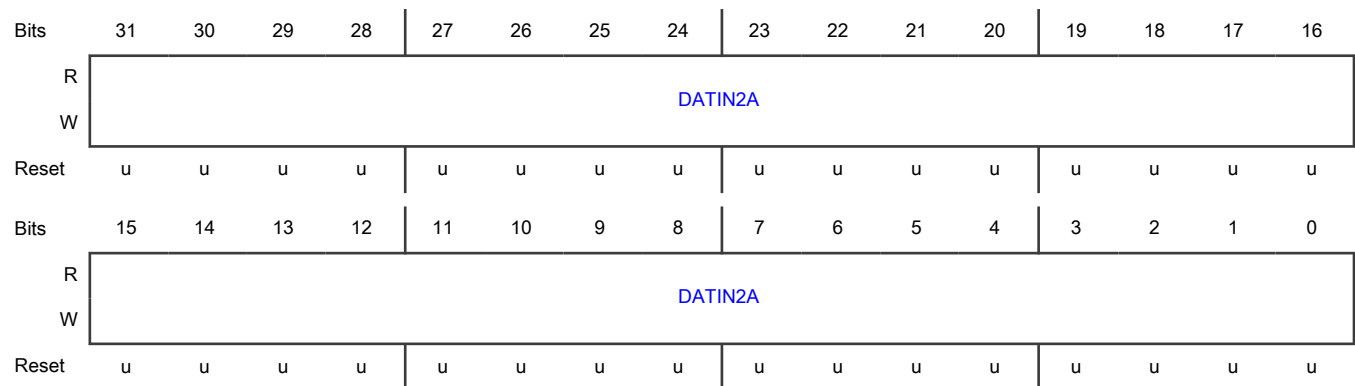 Bits 31 30 29 28 27 26 25 24 23 22 21 20 19 18 17 16
R
DATIN2A
W
Reset u u u u u u u u u u u u u u u u
Bits 15 14 13 12 11 10 9 8 7 6 5 4 3 2 1 0
R
DATIN2A
W
Reset u u u u u u u u u u u u u u u u